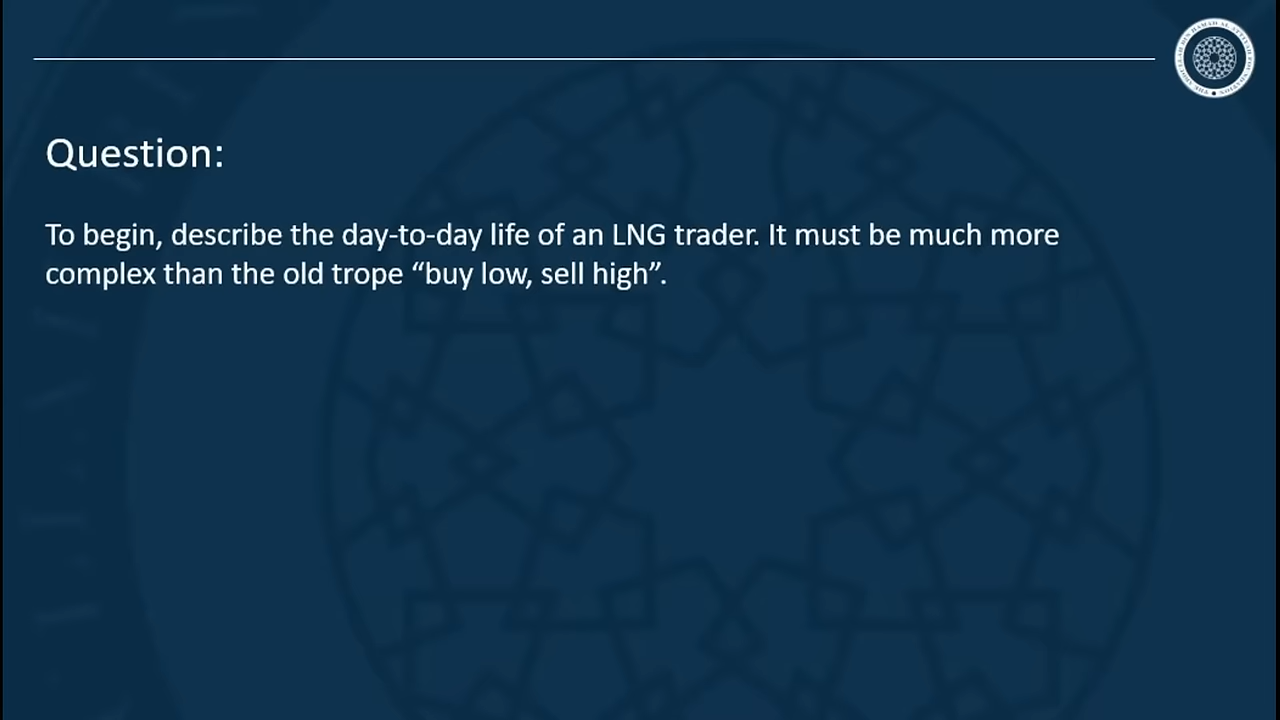 Question:
To begin, describe the day-to-day life of an LNG trader. It must be much more
complex than the old trope “buy low, sell high”.